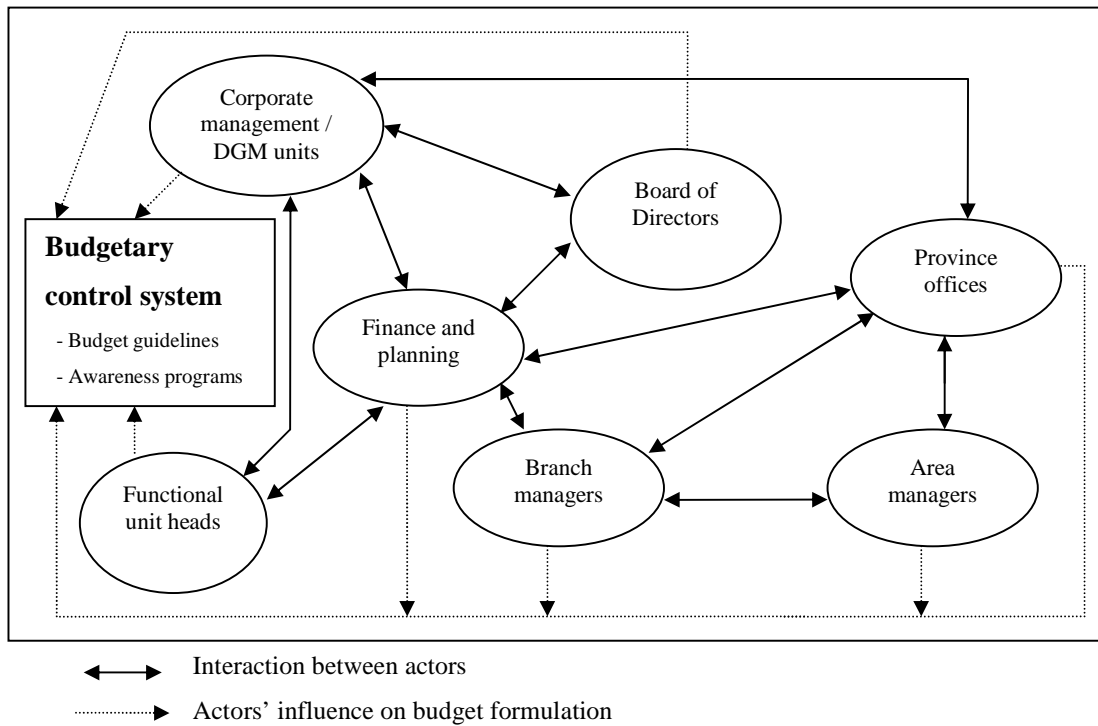 Corporate
management /
DGM units
Board of
Directors
Province
offices
Budgetary
control system
- Budget guidelines
- Awareness programs
Finance and
planning
Functional
unit heads
Branch
managers
Area
managers
Interaction between actors
Actors’ influence on budget formulation